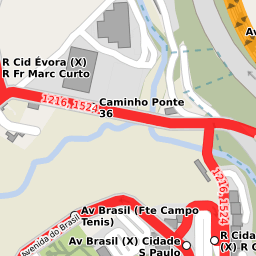 Av
R Cid Évora (X)
R Fr Marc Curto
1216,1524
Caminho Ponte
36
1216,1524
Av Brasil (Fte Campo
Tenis)
Avenida do Brasil
Av Brasil (X) Cidade
S Paulo
R Cida
(X) R C